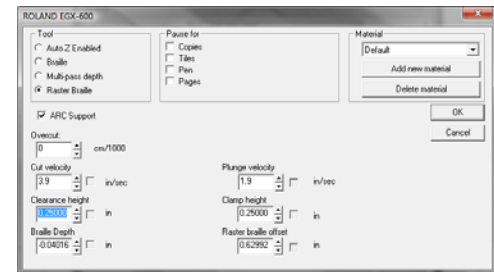 ROLAND EGX-600
Tool
Auto Z Enabled
Braille
Multi-pass depth
Raster Braille
Pause for
Copies
Tiles
Pen
Pages
Material
Default
Add new material
Delete material
OK
Cancel
ARC Support
Overcut:
0 cm/1000
Cut velocity
3.9 in/sec
Plunge velocity
1.9 in/sec
Clearance height
0.25000 in
Clamp height
0.25000 in
Braille Depth
-0.04016 in
Raster braille offset
0.62992 in